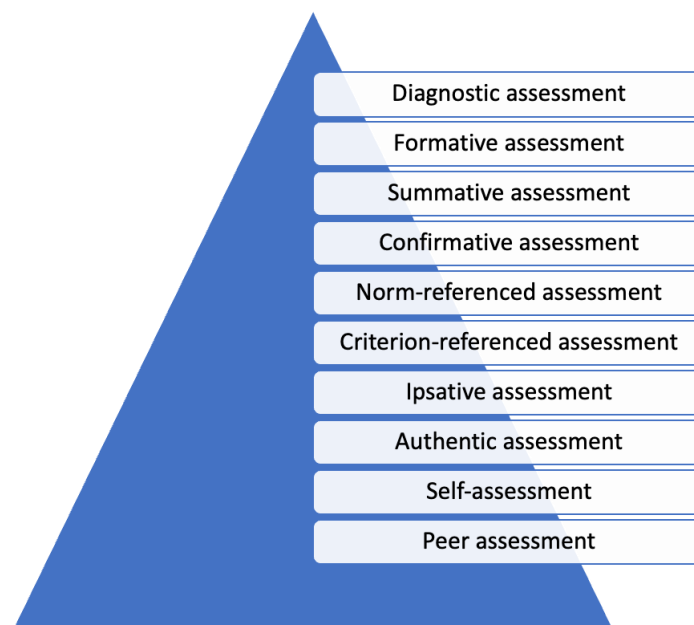 Diagnostic assessment
Formative assessment
Summative assessment
Confirmative assessment
Norm-referenced assessment
Criterion-referenced assessment
Ipsative assessment
Authentic assessment
Self-assessment
Peer assessment